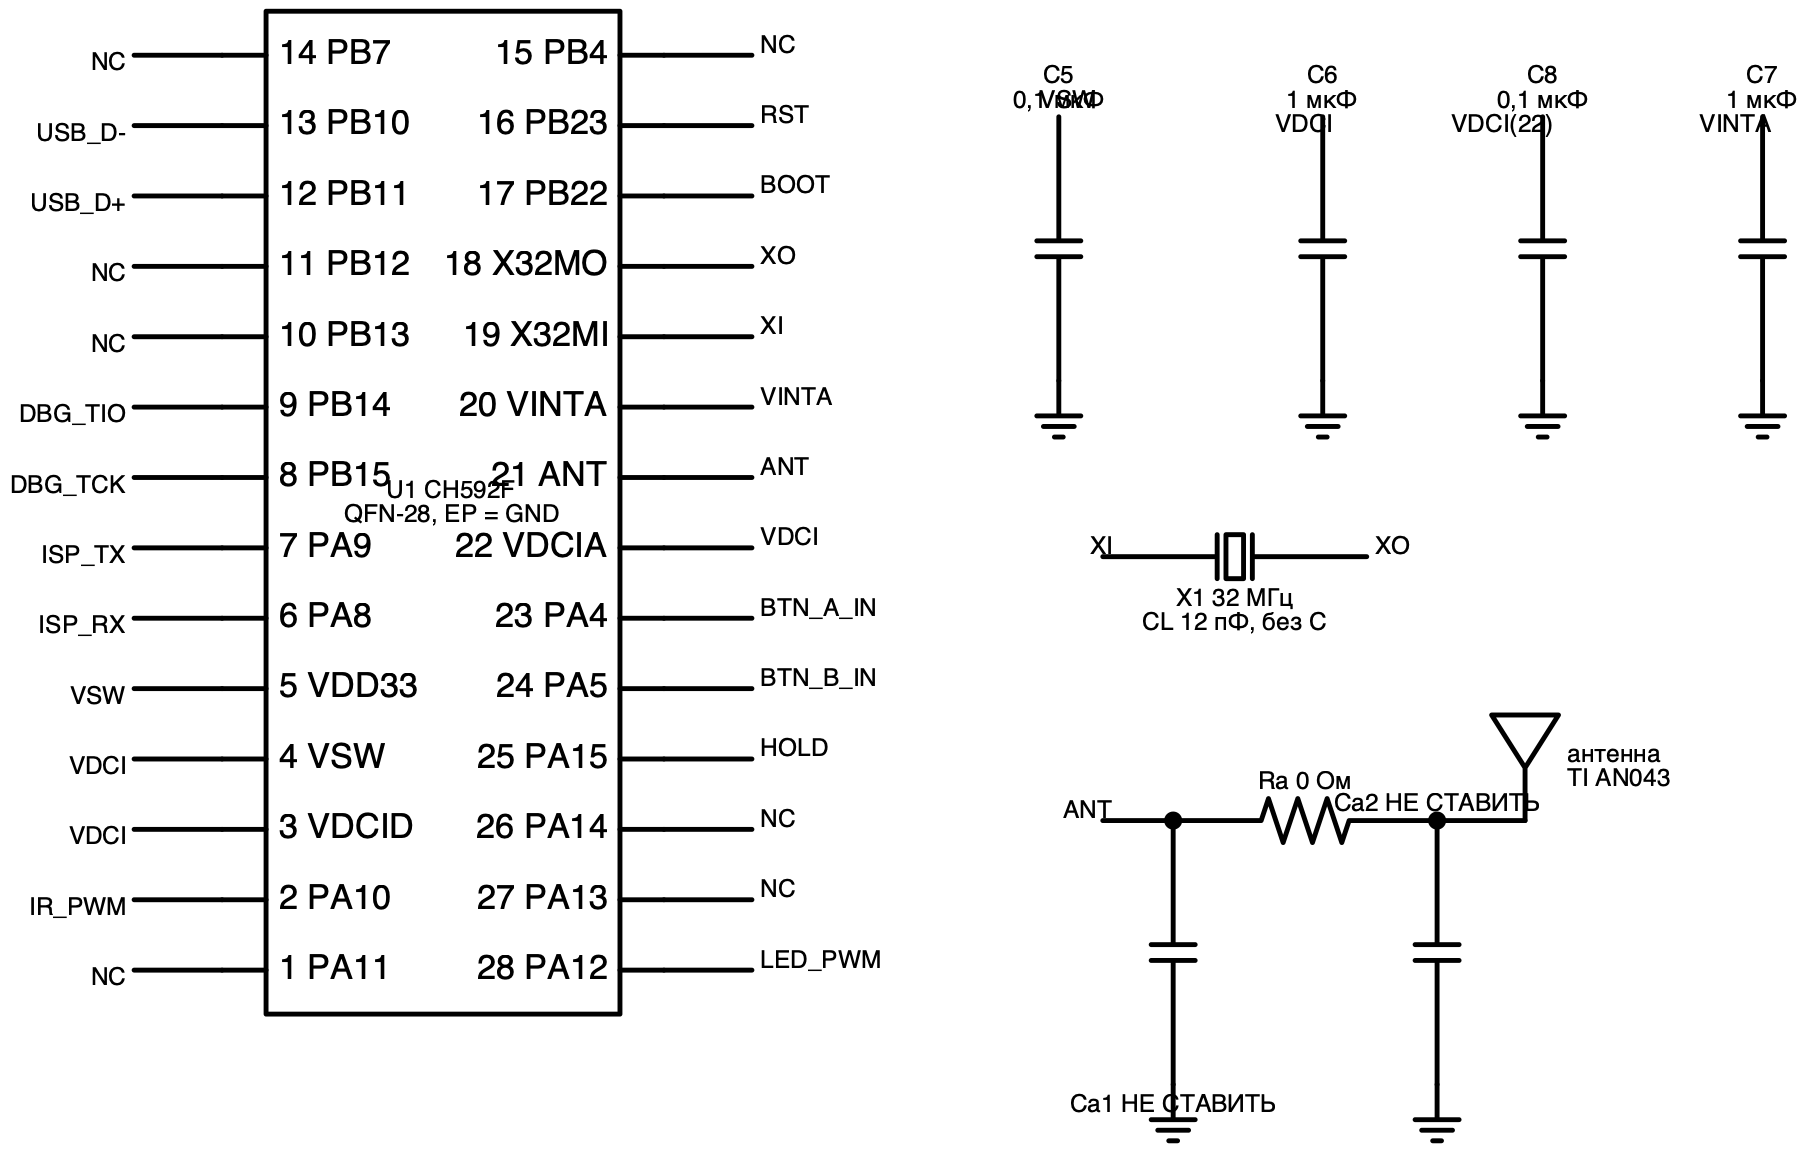 NC
USB_D-
USB_D+
NC
NC
DBG_TIO
DBG_TCK
ISP_TX
ISP_RX
VSW
VDCI
VDCI
IR_PWM
NC
14 PB7
13 PB10
12 PB11
11 PB12
10 PB13
9 PB14
8 PB15
7 PA9
6 PA8
5 VDD33
4 VSW
3 VDCID
2 PA10
1 PA11
U1 CH592F
QFN-28, EP = GND
15 PB4
16 PB23
17 PB22
18 X32MO
19 X32MI
20 VINTA
21 ANT
22 VDCIA
23 PA4
24 PA5
25 PA15
26 PA14
27 PA13
28 PA12
NC
RST
BOOT
XO
XI
VINTA
ANT
VDCI
BTN_A_IN
BTN_B_IN
HOLD
NC
NC
LED_PWM
C5
0,1 мкФ
VSW
C6
1 мкФ
VDCI
C8
0,1 мкФ
VDCI(22)
C7
1 мкФ
VINTA
XI
XO
X1 32 МГц
CL 12 пФ, без C
антенна
TI AN043
Ra 0 Ом
Ca2 НЕ СТАВИТЬ
ANT
Ca1 НЕ СТАВИТЬ